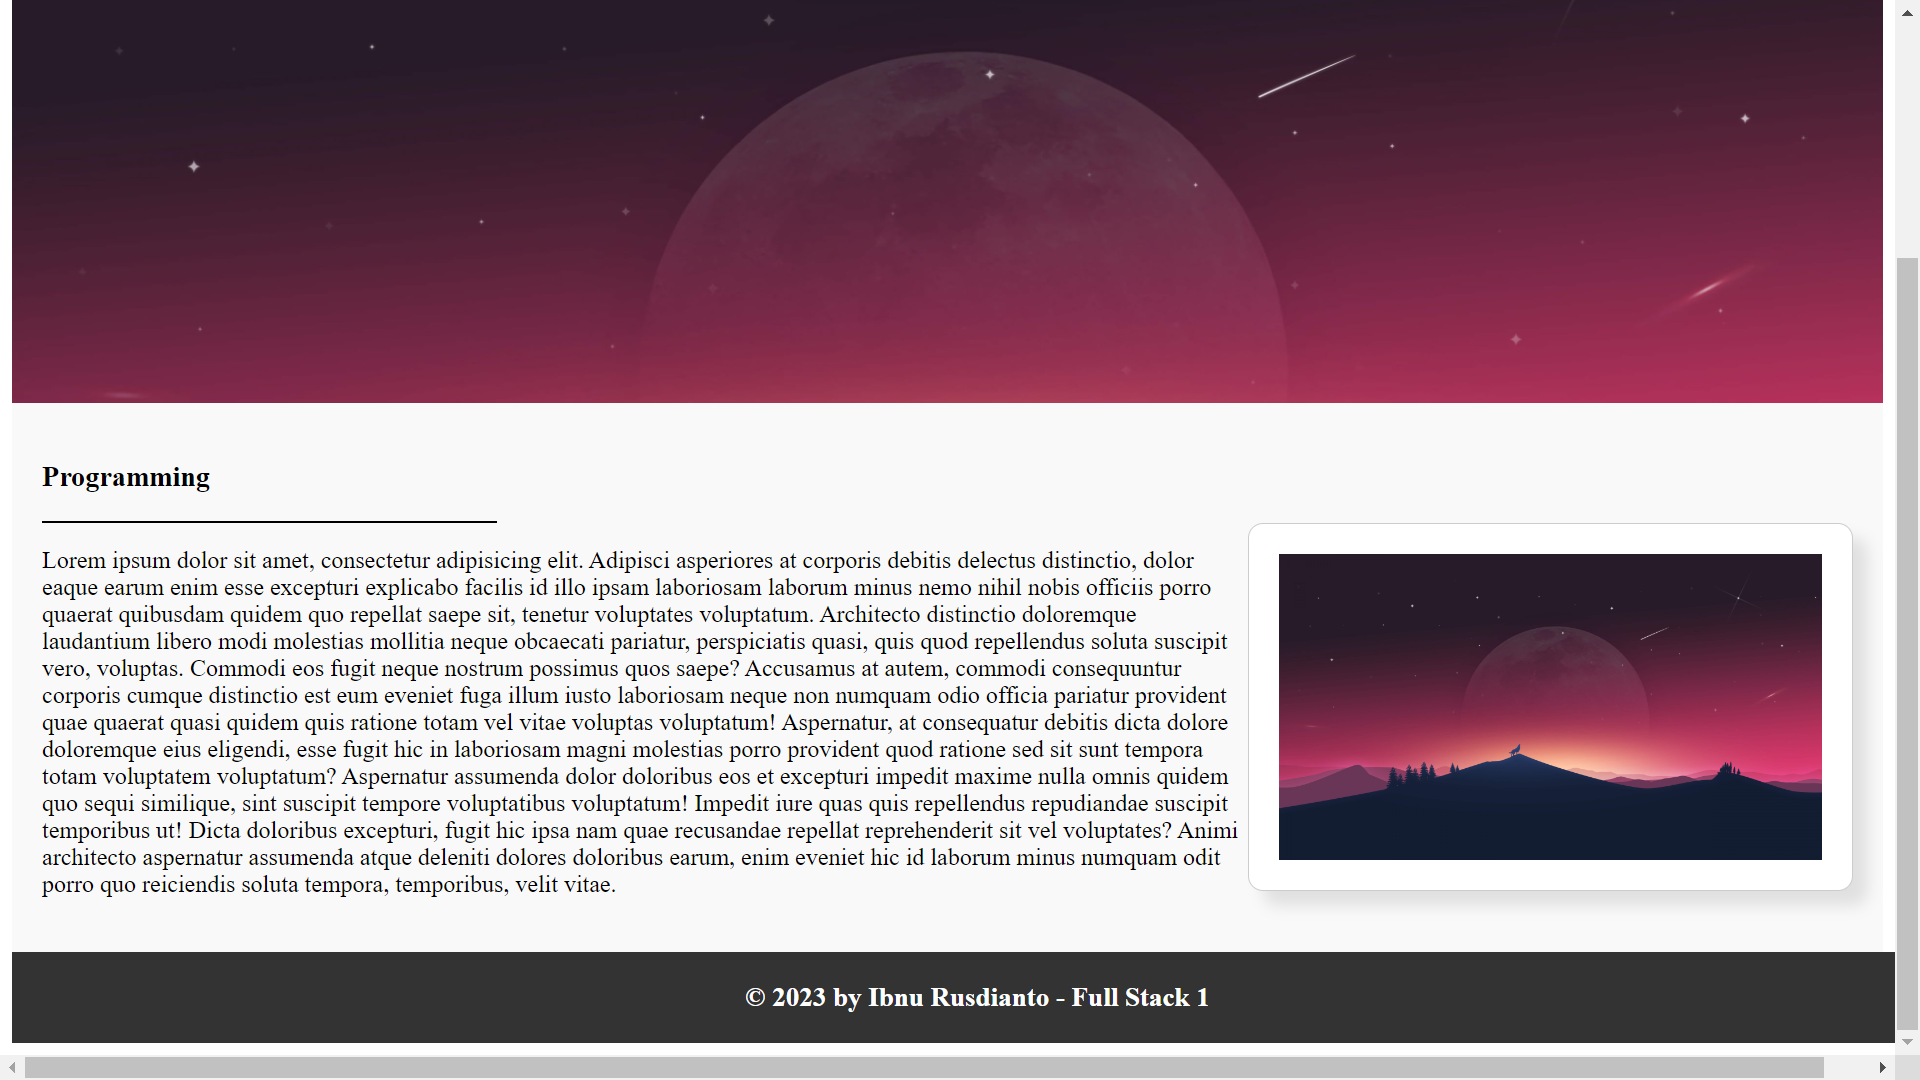 Programming
Lorem ipsum dolor sit amet, consectetur adipisicing elit. Adipisci asperiores at corporis debitis delectus distinctio, dolor
eaque earum enim esse excepturi explicabo facilis id illo ipsam laboriosam laborum minus nemo nihil nobis officiis porro
quaerat quibusdam quidem quo repellat saepe sit, tenetur voluptates voluptatum. Architecto distinctio doloremque
laudantium libero modi molestias mollitia neque obcaecati pariatur, perspiciatis quasi, quis quod repellendus soluta suscipit
vero, voluptas. Commodi eos fugit neque nostrum possimus quos saepe? Accusamus at autem, commodi consequuntur
corporis cumque distinctio est eum eveniet fuga illum iusto laboriosam neque non numquam odio officia pariatur provident
quae quaerat quasi quidem quis ratione totam vel vitae voluptas voluptatum! Aspernatur, at consequatur debitis dicta dolore
doloremque eius eligendi, esse fugit hic in laboriosam magni molestias porro provident quod ratione sed sit sunt tempora
totam voluptatem voluptatum? Aspernatur assumenda dolor doloribus eos et excepturi impedit maxime nulla omnis quidem
quo sequi similique, sint suscipit tempore voluptatibus voluptatum! Impedit iure quas quis repellendus repudiandae suscipit
temporibus ut! Dicta doloribus excepturi, fugit hic ipsa nam quae recusandae repellat reprehenderit sit vel voluptates? Animi
architecto aspernatur assumenda atque deleniti dolores doloribus earum, enim eveniet hic id laborum minus numquam odit
porro quo reiciendis soluta tempora, temporibus, velit vitae.
© 2023 by Ibnu Rusdianto - Full Stack 1